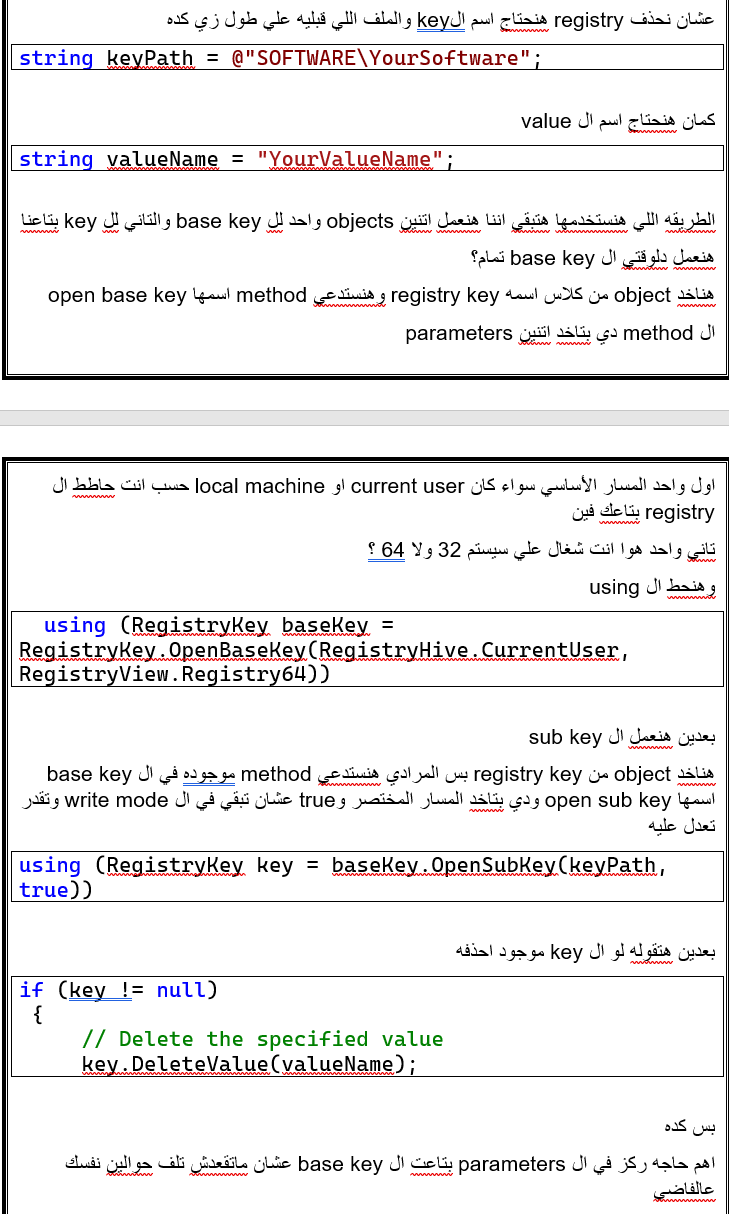 عشان نحذف registry هنحتاج اسم الkey والملف اللي قبليه علي طول زي كده
string keyPath = @"SOFTWARE\YourSoftware";
كمان هنحتاج اسم ال value
string valueName = "YourValueName";
الطريقه اللي هنستخدمها هتبقي اننا هنعمل اتنين objects واحد لل base key والتاني لل key بتاعنا
هنعمل دلوقتي ال base key تمام؟
هناخد object من كلاس اسمه registry key وهنستدعي method اسمها open base key
ال method دي بتاخد اتنين parameters
اول واحد المسار الأساسي سواء كان current user او local machine حسب انت حاطط ال
registry بتاعك فين
تاني واحد هوا انت شغال علي سيستم 32 ولا 64 ؟
وهنحط ال using
using (RegistryKey baseKey =
RegistryKey.OpenBaseKey(RegistryHive.CurrentUser,
RegistryView.Registry64))
بعدين هنعمل ال sub key
هناخد object من registry key بس المرادي هنستدعي method موجوده في ال base key
اسمها open sub key ودي بتاخد المسار المختصر وtrue عشان تبقي في ال write mode وتقدر
تعدل عليه
using (RegistryKey key = baseKey.OpenSubKey(keyPath,
true))
بعدين هتقوله لو ال key موجود احذفه
if (key != null)
{
// Delete the specified value
key.DeleteValue(valueName);
بس كده
اهم حاجه ركز في ال parameters بتاعت ال base key عشان ماتقعدش تلف حوالين نفسك
عالفاضي